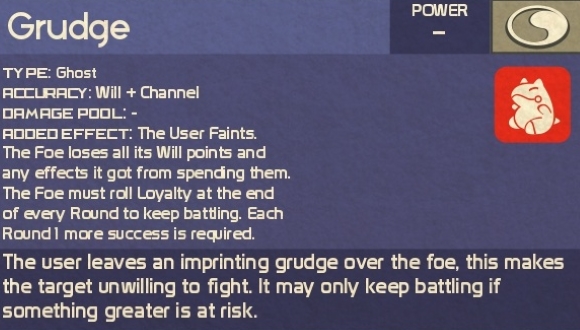 Grudge
POWER
–
TYPE: Ghost
ACCURACY: Will + Channel
DAMAGE POOL: -
ADDED EFFECT: The User Faints.
The Foe loses all its Will points and
any effects it got from spending them.
The Foe must roll Loyalty at the end
of every Round to keep battling. Each
Round 1 more success is required.
The user leaves an imprinting grudge over the foe, this makes
the target unwilling to fight. It may only keep battling if
something greater is at risk.